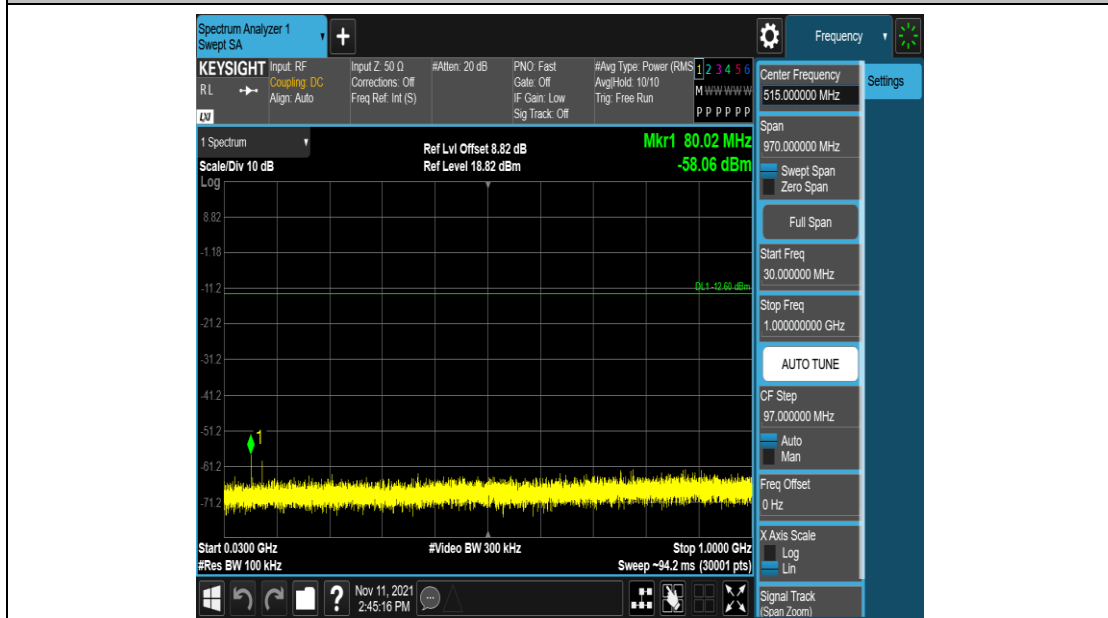 Spectrum Analyzer 1
Swept SA
+
Frequency
KEYSIGHT
RL
LXI
Input: RF
Coupling: DC
Align: Auto
Input Z: 50 Ω
Corrections: Off
Freq Ref: Int (S)
#Atten: 20 dB
PNO: Fast
Gate: Off
IF Gain: Low
Sig Track: Off
#Avg Type: Power (RMS
Avg|Hold: 10/10
Trig: Free Run
1 2 3 4 5 6
M W W W W W
P P P P P P
1 Spectrum
Scale/Div 10 dB
Log
Ref Lvl Offset 8.82 dB
Ref Level 18.82 dBm
Mkr1 80.02 MHz
-58.06 dBm
8.82
-1.18
-11.2
-21.2
-31.2
-41.2
-51.2
-61.2
-71.2
DL1 -12.60 dBm
1
Start 0.0300 GHz
#Res BW 100 kHz
#Video BW 300 kHz
Stop 1.0000 GHz
Sweep ~94.2 ms (30001 pts)
Center Frequency
515.000000 MHz
Settings
Span
970.000000 MHz
Swept Span
Zero Span
Full Span
Start Freq
30.000000 MHz
Stop Freq
1.000000000 GHz
AUTO TUNE
CF Step
97.000000 MHz
Auto
Man
Freq Offset
0 Hz
X Axis Scale
Log
Lin
Signal Track
(Span Zoom)
?
Nov 11, 2021
2:45:16 PM